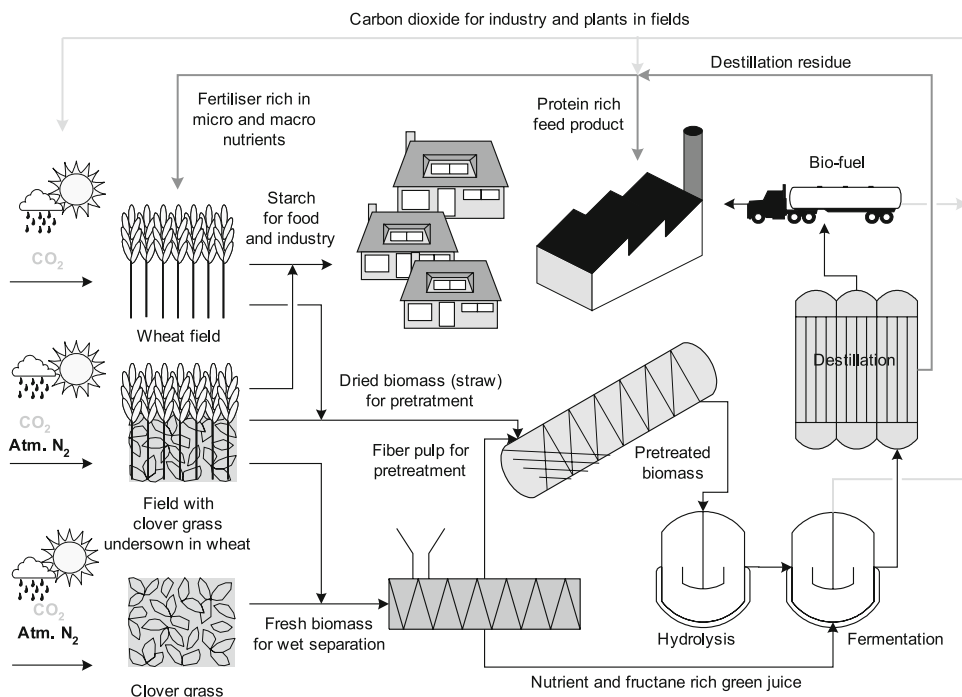 Carbon dioxide for industry and plants in fields
Destillation residue
Fertiliser rich in
micro and macro
nutrients
Protein rich
feed product
Bio-fuel
Starch
for food
and industry
CO₂
Wheat field
Destillation
Dried biomass (straw)
for pretratment
CO₂
Atm. N₂
Fiber pulp for
pretreatment
Pretreated
biomass
Field with
clover grass
undersown in wheat
CO₂
Atm. N₂
Fresh biomass
for wet separation
Hydrolysis
Fermentation
Clover grass
Nutrient and fructane rich green juice